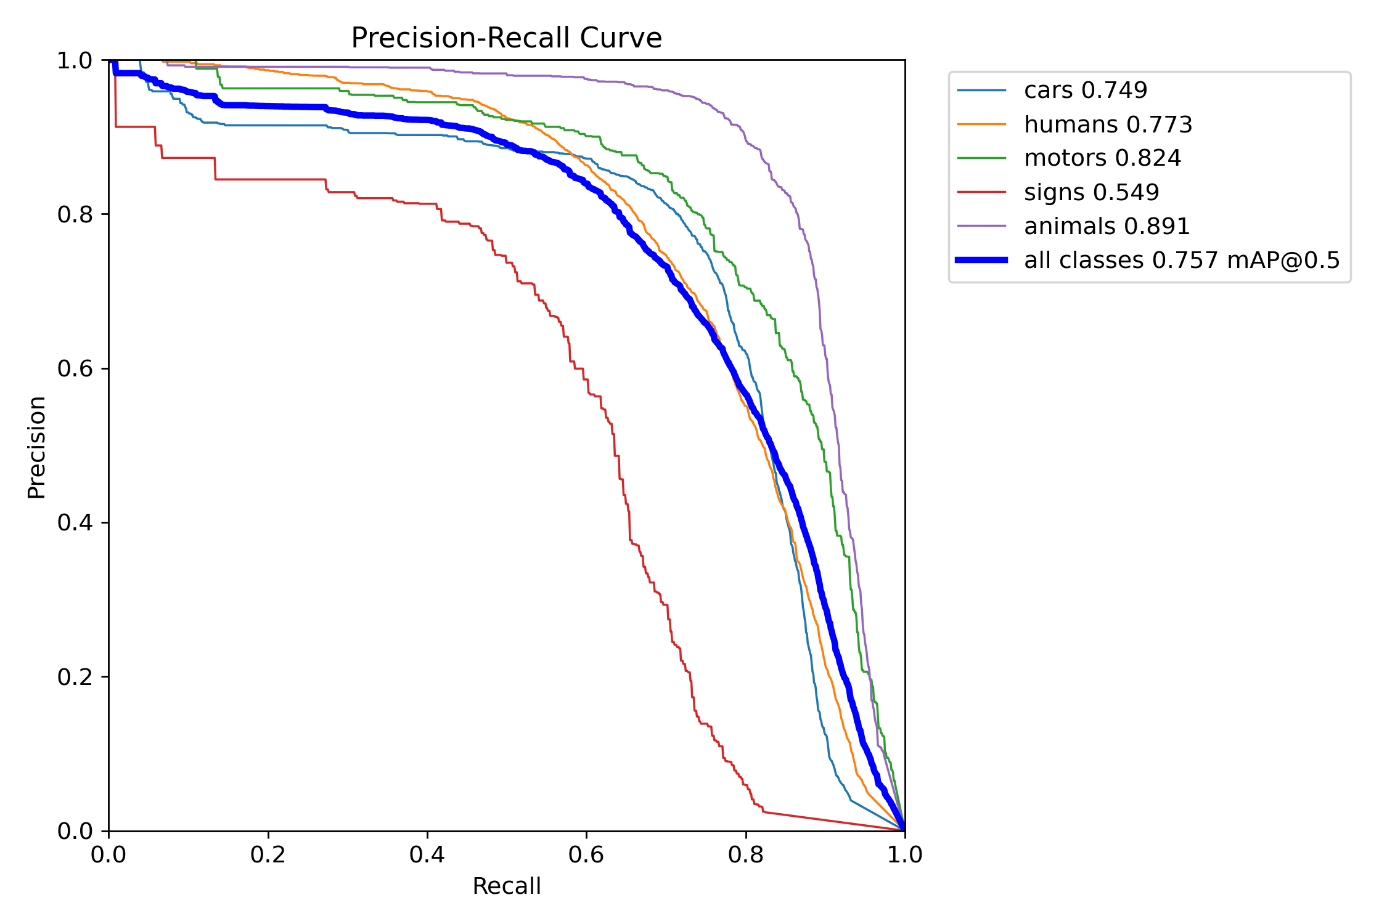 Precision-Recall Curve
1.0
0.8
0.6
0.4
0.2
0.0
Precision
0.0 0.2 0.4 0.6 0.8 1.0
Recall
cars 0.749
humans 0.773
motors 0.824
signs 0.549
animals 0.891
all classes 0.757 mAP@0.5